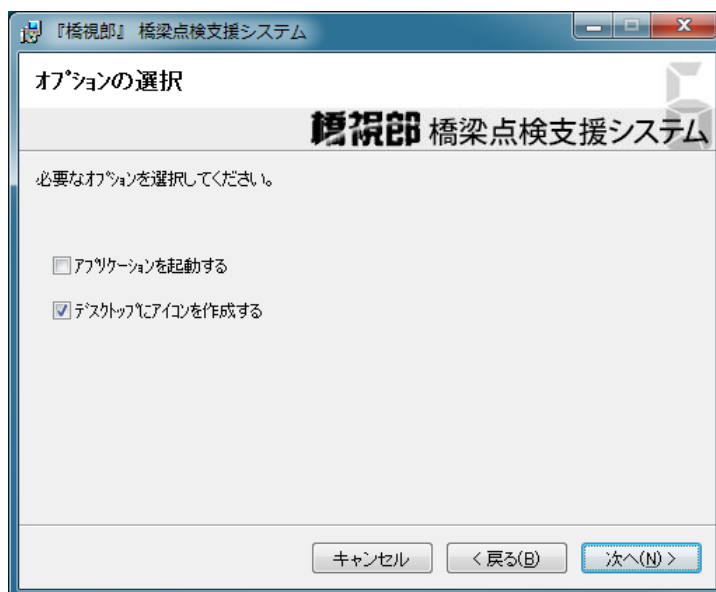 『橋視郎』 橋梁点検支援システム
オプションの選択
橋視郎 橋梁点検支援システム
必要なオプションを選択してください。
アプリケーションを起動する
デスクトップにアイコンを作成する
キャンセル
< 戻る(B)
次へ(N) >